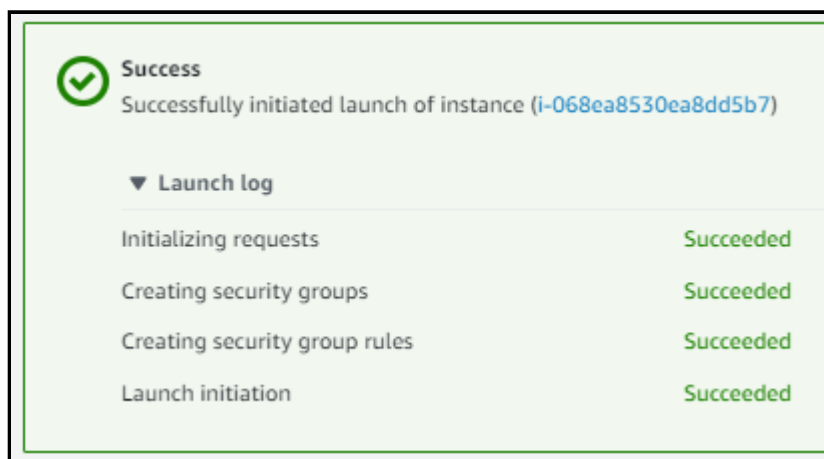 Success
Successfully initiated launch of instance (i-068ea8530ea8dd5b7)
Launch log
Initializing requests Succeeded
Creating security groups Succeeded
Creating security group rules Succeeded
Launch initiation Succeeded